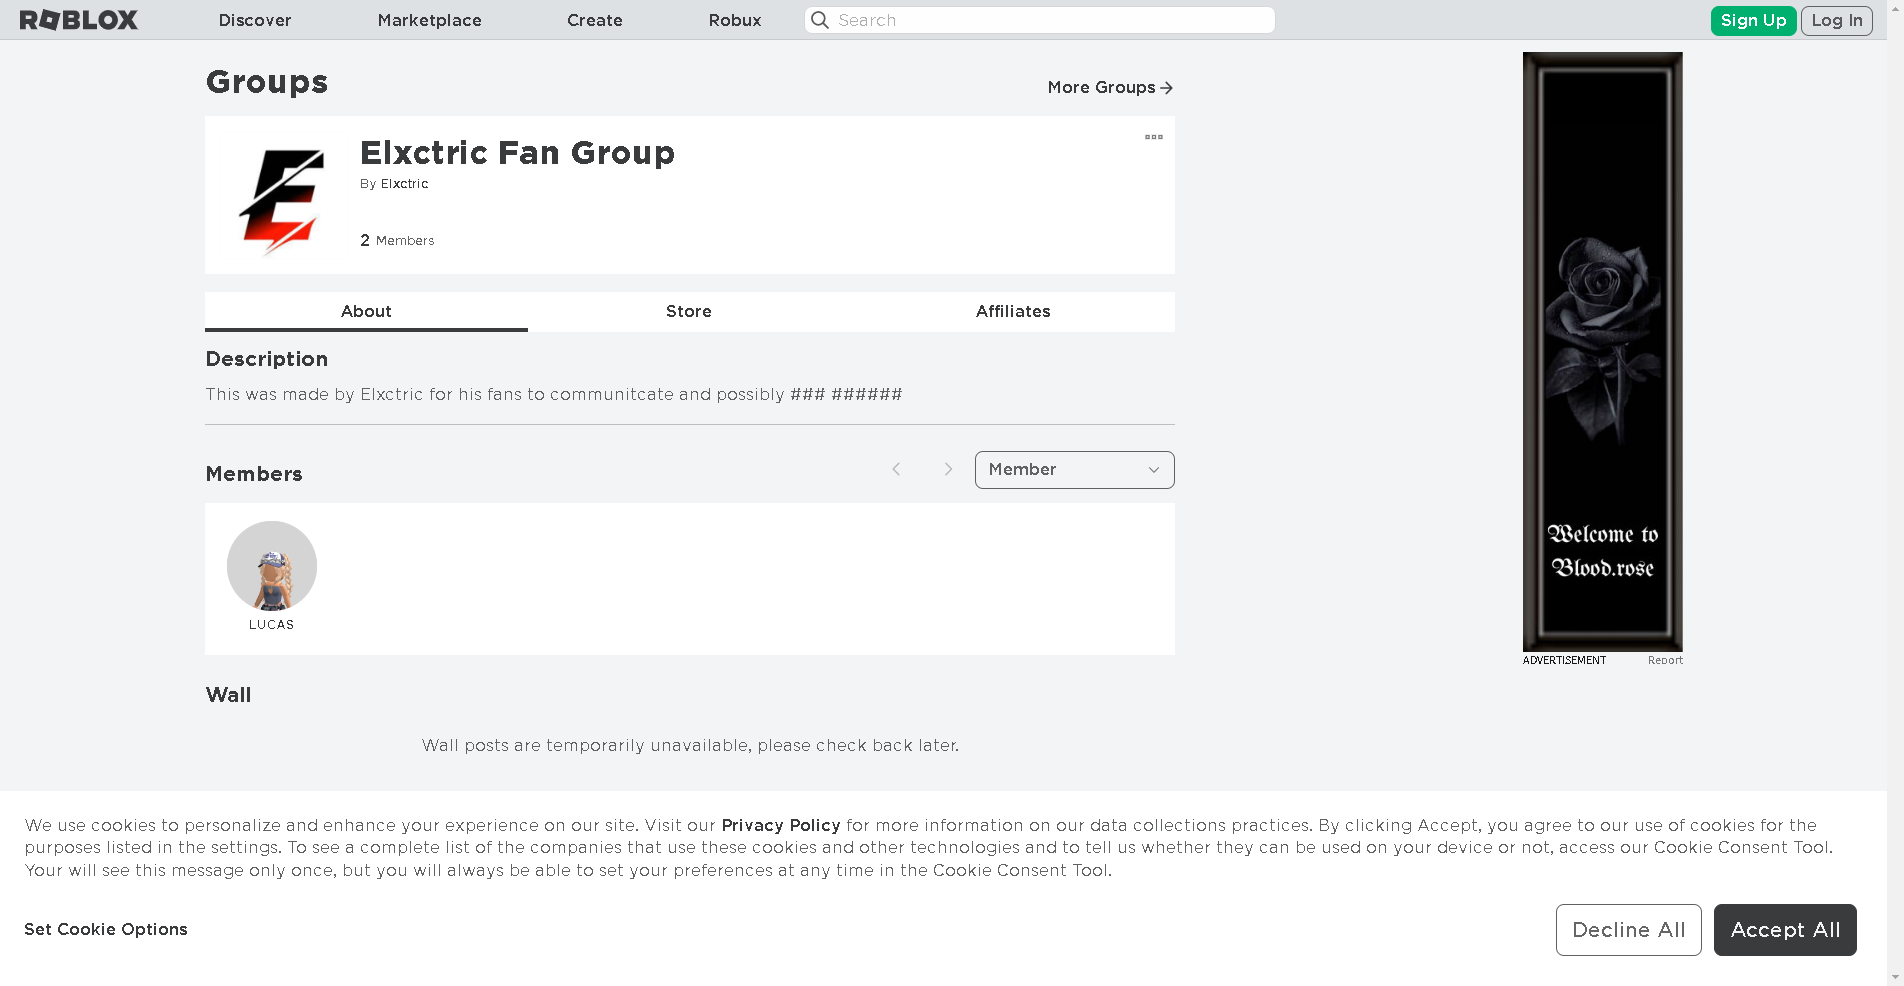 ROBLOX Discover Marketplace Create Robux Search Sign Up Log In
Groups
More Groups
Elxctric Fan Group
By Elxctric
2 Members
About Store Affiliates
Description
This was made by Elxctric for his fans to communitcate and possibly ### ######
Members
Member
LUCAS
Wall
Wall posts are temporarily unavailable, please check back later.
Welcome to
Blood.rose
ADVERTISEMENT Report
We use cookies to personalize and enhance your experience on our site. Visit our Privacy Policy for more information on our data collections practices. By clicking Accept, you agree to our use of cookies for the
purposes listed in the settings. To see a complete list of the companies that use these cookies and other technologies and to tell us whether they can be used on your device or not, access our Cookie Consent Tool.
Your will see this message only once, but you will always be able to set your preferences at any time in the Cookie Consent Tool.
Set Cookie Options
Decline All Accept All